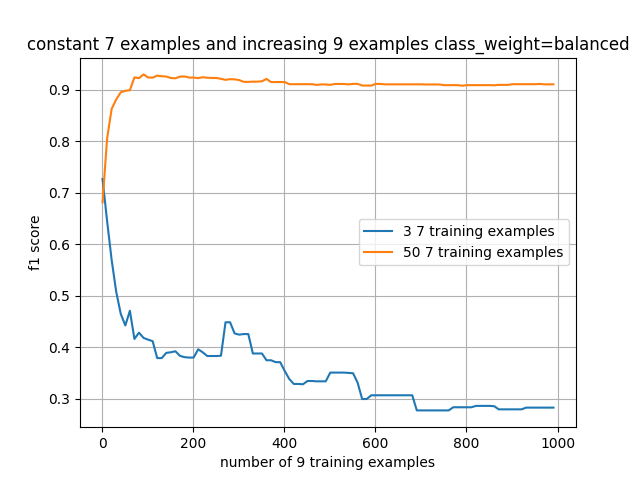 constant 7 examples and increasing 9 examples class_weight=balanced
0.9
0.8
0.7
0.6
0.5
0.4
0.3
f1 score
3 7 training examples
50 7 training examples
0 200 400 600 800 1000
number of 9 training examples